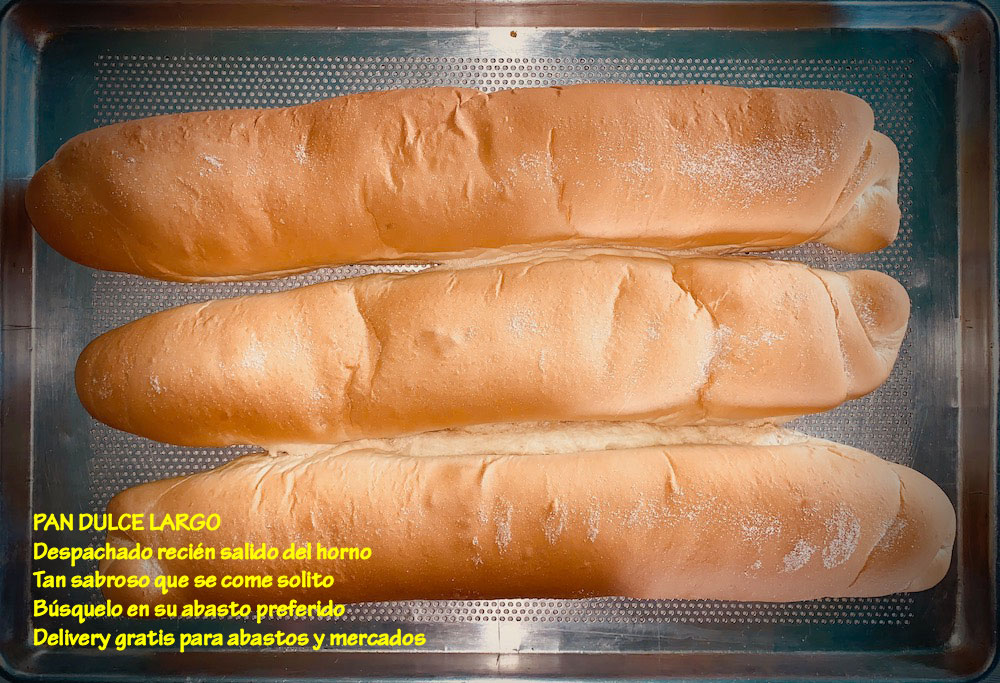 PAN DULCE LARGO
Despachado recién salido del horno
Tan sabroso que se come solito
Búsquelo en su abasto preferido
Delivery gratis para abastos y mercados